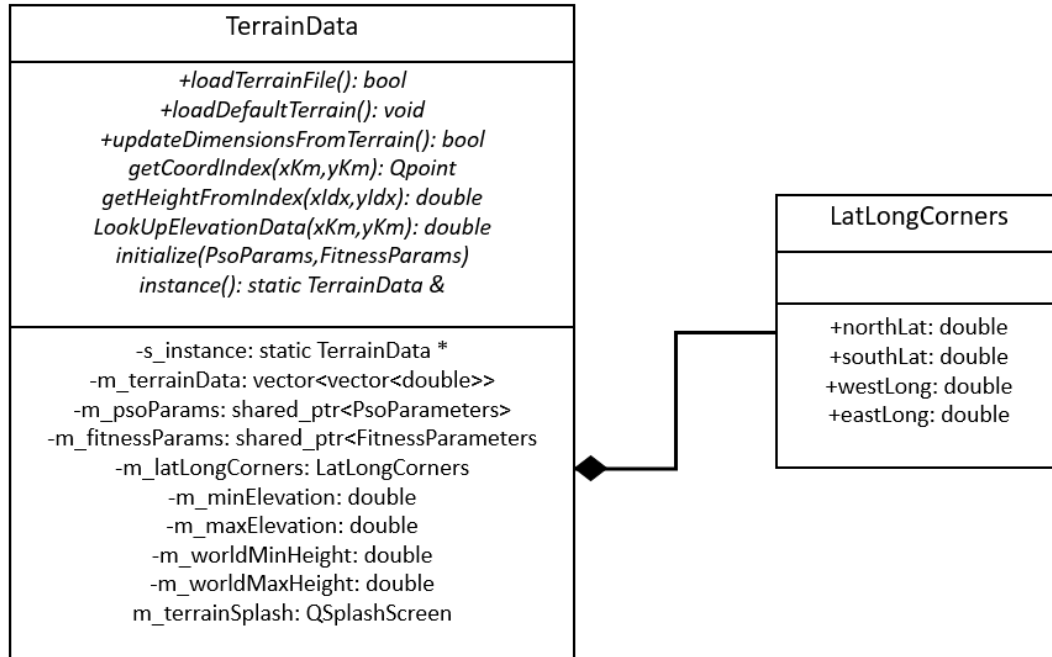 TerrainData
+loadTerrainFile(): bool
+loadDefaultTerrain(): void
+updateDimensionsFromTerrain(): bool
getCoordIndex(xKm,yKm): Qpoint
getHeightFromIndex(xIdx,yIdx): double
LookUpElevationData(xKm,yKm): double
initialize(PsoParams,FitnessParams)
instance(): static TerrainData &
-s_instance: static TerrainData *
-m_terrainData: vector<vector<double>>
-m_psoParams: shared_ptr<PsoParameters>
-m_fitnessParams: shared_ptr<FitnessParameters
-m_latLongCorners: LatLongCorners
-m_minElevation: double
-m_maxElevation: double
-m_worldMinHeight: double
-m_worldMaxHeight: double
m_terrainSplash: QSplashScreen
LatLongCorners
+northLat: double
+southLat: double
+westLong: double
+eastLong: double